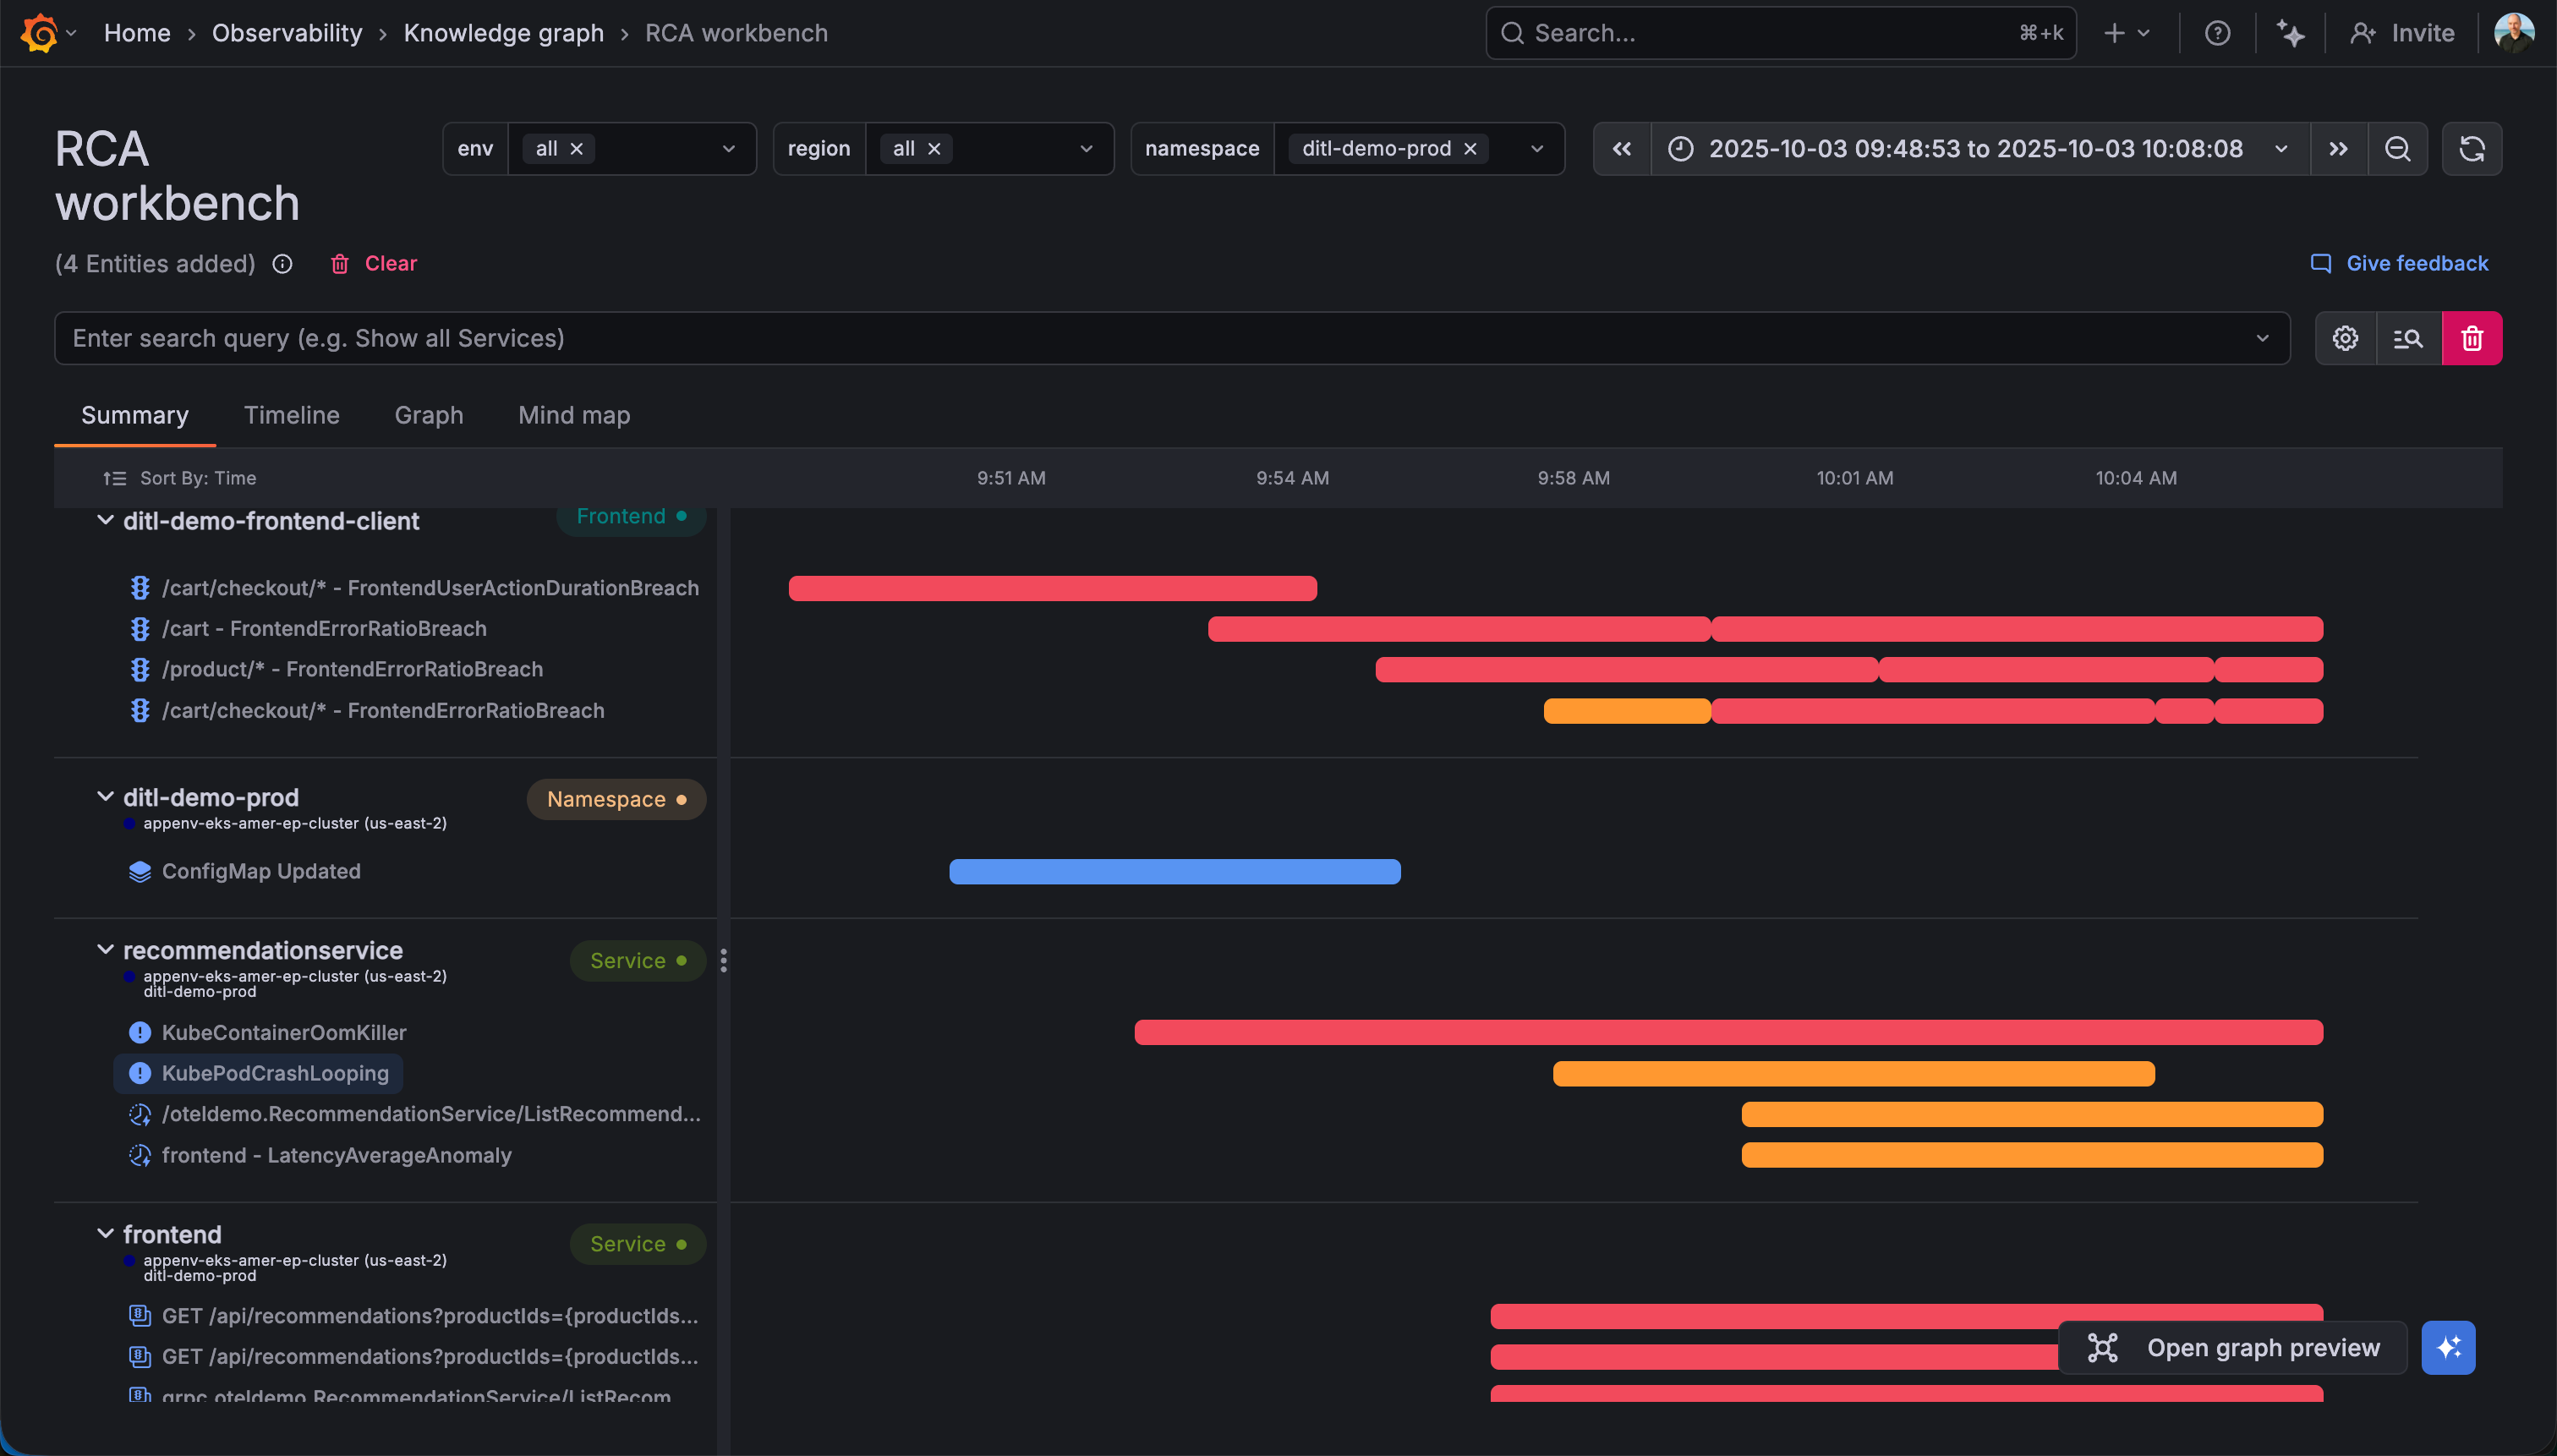 Home › Observability › Knowledge graph › RCA workbench
Search... ⌘+k
Invite
RCA
workbench
env all region all namespace ditl-demo-prod 2025-10-03 09:48:53 to 2025-10-03 10:08:08
(4 Entities added) Clear
Give feedback
Enter search query (e.g. Show all Services)
Summary Timeline Graph Mind map
Sort By: Time 9:51 AM 9:54 AM 9:58 AM 10:01 AM 10:04 AM
ditl-demo-frontend-client Frontend
/cart/checkout/* - FrontendUserActionDurationBreach
/cart - FrontendErrorRatioBreach
/product/* - FrontendErrorRatioBreach
/cart/checkout/* - FrontendErrorRatioBreach
ditl-demo-prod Namespace
appenv-eks-amer-ep-cluster (us-east-2)
ConfigMap Updated
recommendationservice Service
appenv-eks-amer-ep-cluster (us-east-2)
ditl-demo-prod
KubeContainerOomKiller
KubePodCrashLooping
/oteldemo.RecommendationService/ListRecommend...
frontend - LatencyAverageAnomaly
frontend Service
appenv-eks-amer-ep-cluster (us-east-2)
ditl-demo-prod
GET /api/recommendations?productIds={productIds...
GET /api/recommendations?productIds={productIds...
Open graph preview
grpc.oteldemo.RecommendationService/ListRecom